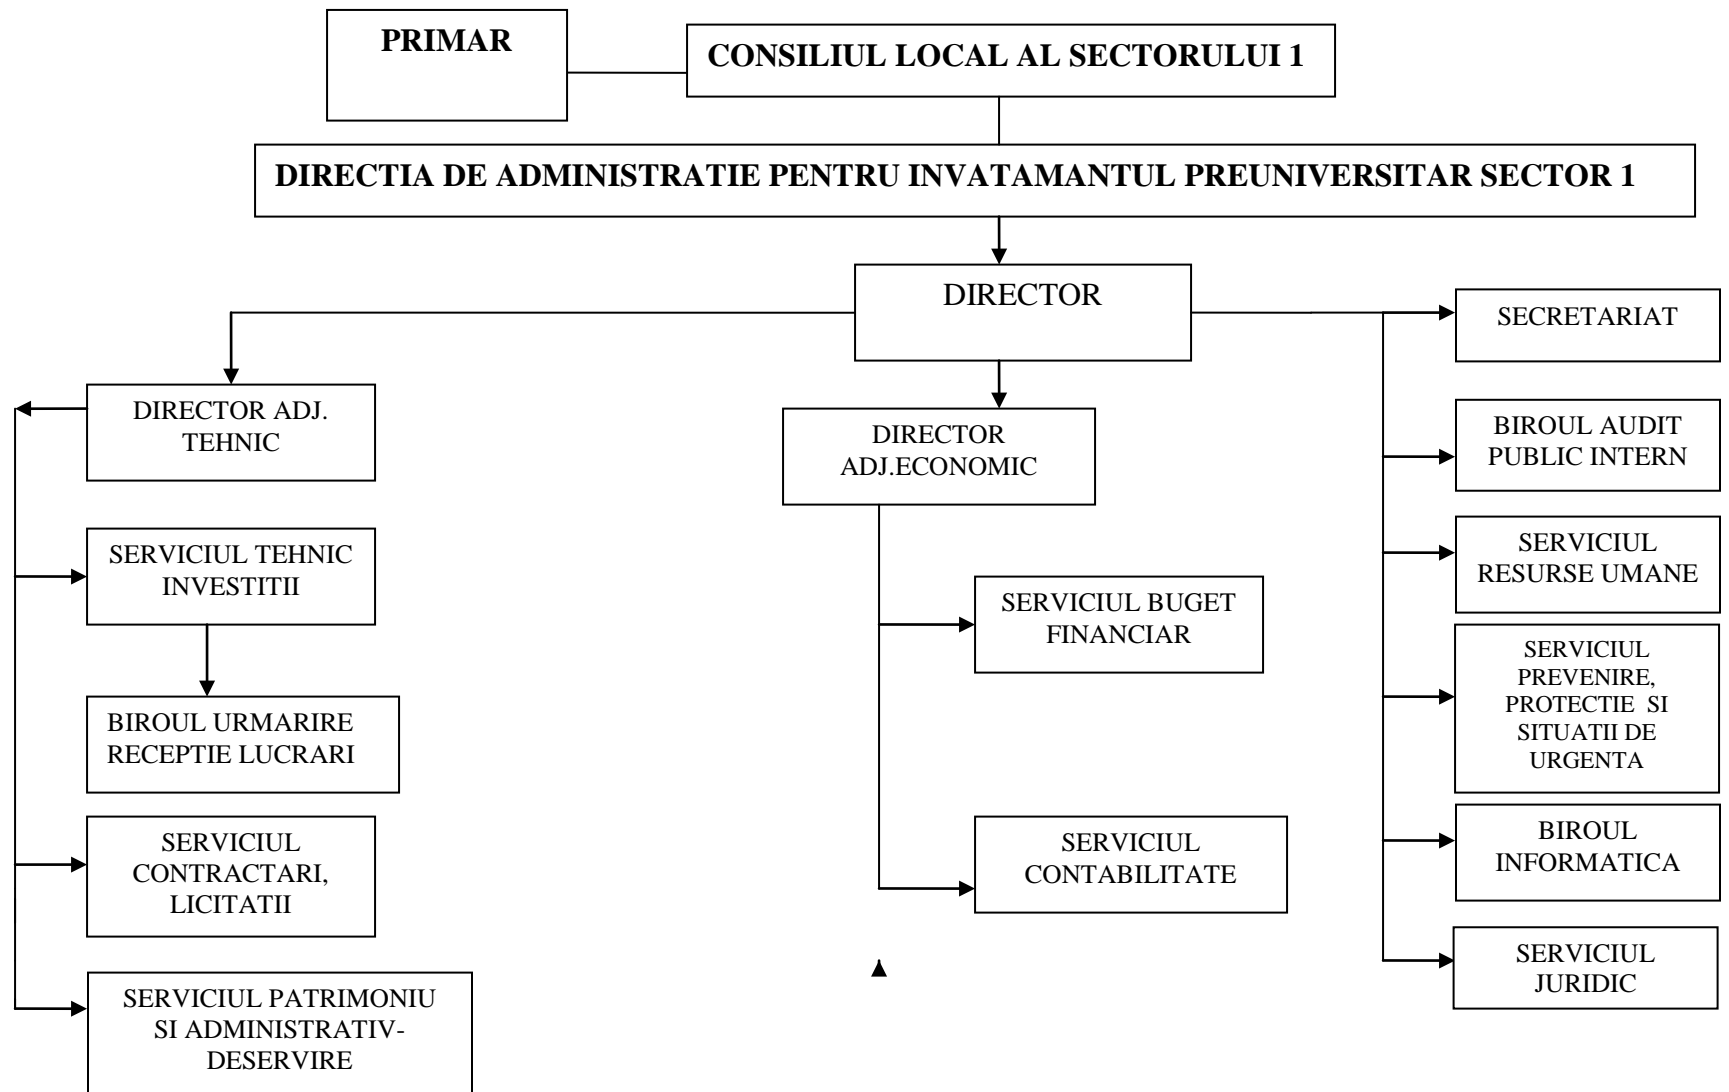 PRIMAR
CONSILIUL LOCAL AL SECTORULUI 1
DIRECTIA DE ADMINISTRATIE PENTRU INVATAMANTUL PREUNIVERSITAR SECTOR 1
DIRECTOR
SECRETARIAT
DIRECTOR ADJ.
TEHNIC
DIRECTOR
ADJ.ECONOMIC
BIROUL AUDIT
PUBLIC INTERN
SERVICIUL TEHNIC
INVESTITII
SERVICIUL
RESURSE UMANE
SERVICIUL BUGET
FINANCIAR
SERVICIUL
PREVENIRE,
PROTECTIE  SI
SITUATII DE
URGENTA
BIROUL URMARIRE
RECEPTIE LUCRARI
SERVICIUL
CONTRACTARI,
LICITATII
SERVICIUL
CONTABILITATE
BIROUL
INFORMATICA
SERVICIUL
JURIDIC
SERVICIUL PATRIMONIU
SI ADMINISTRATIV-
DESERVIRE